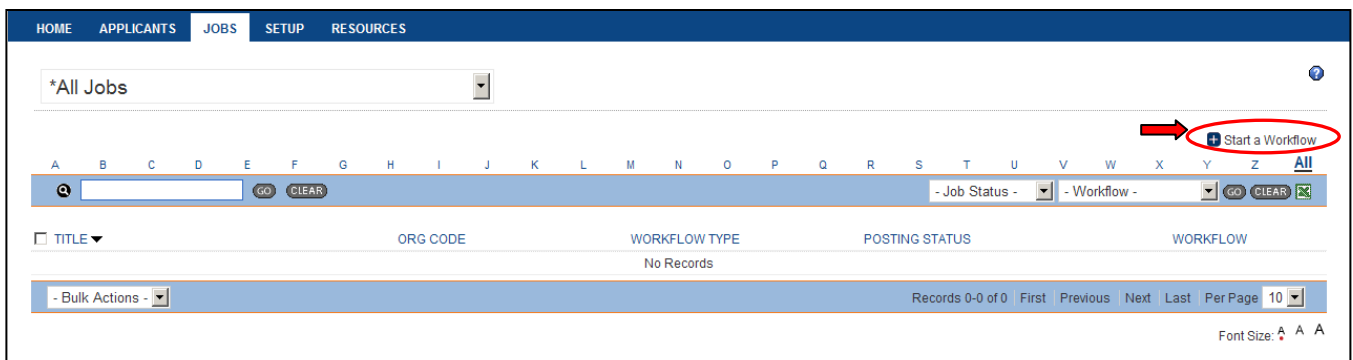 HOME APPLICANTS JOBS SETUP RESOURCES
*All Jobs
?
Start a Workflow
A B C D E F G H I J K L M N O P Q R S T U V W X Y Z All
GO CLEAR - Job Status - - Workflow - GO CLEAR
TITLE ORG CODE WORKFLOW TYPE POSTING STATUS WORKFLOW
No Records
- Bulk Actions - Records 0-0 of 0 First Previous Next Last Per Page 10
Font Size: A A A